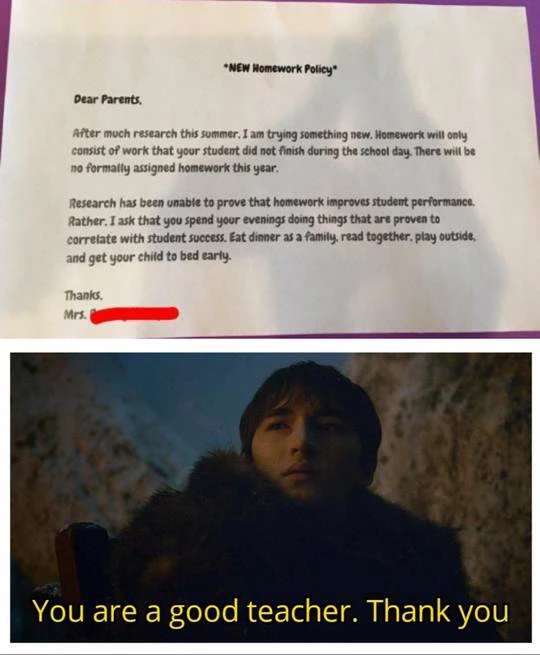 *NEW Homework Policy*
Dear Parents,
After much research this summer, I am trying something new. Homework will only
consist of work that your student did not finish during the school day. There will be
no formally assigned homework this year.
Research has been unable to prove that homework improves student performance.
Rather, I ask that you spend your evenings doing things that are proven to
correlate with student success. Eat dinner as a family, read together, play outside,
and get your child to bed early.
Thanks,
Mrs.
You are a good teacher. Thank you